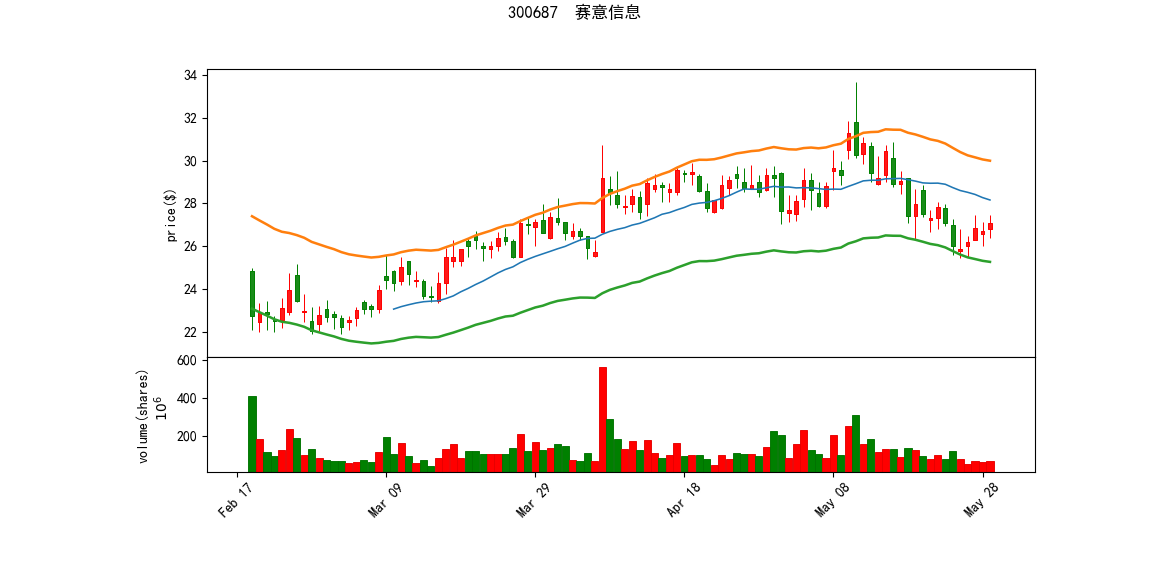 300687 赛意信息
34
32
30
28
26
24
22
price($)
600
400
200
volume(shares)
10^6
Feb 17
Mar 09
Mar 29
Apr 18
May 08
May 28